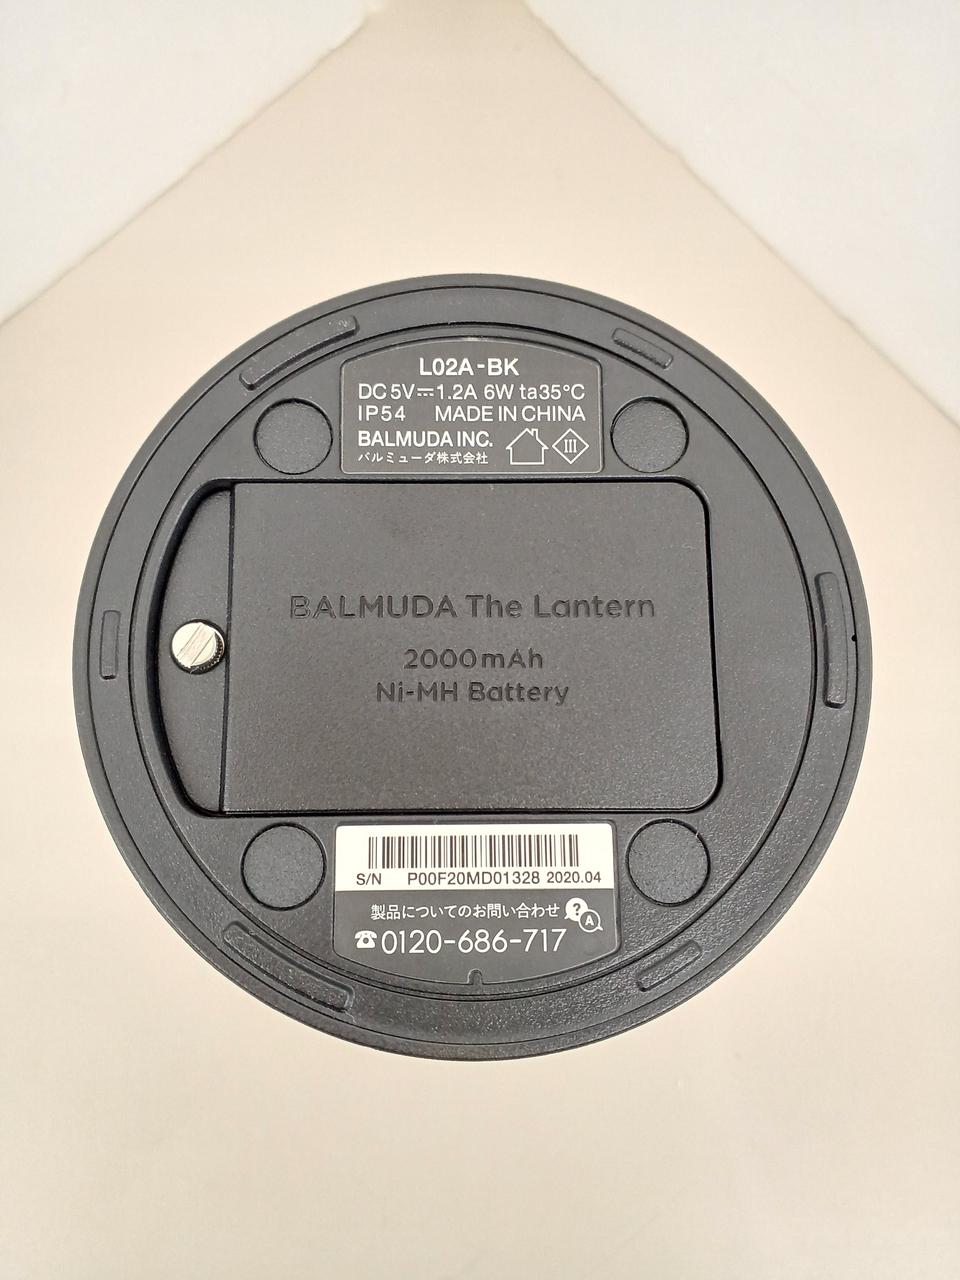 L02A-BK
DC 5V⎓1.2A 6W ta35°C
IP54 MADE IN CHINA
BALMUDA INC.
バルミューダ株式会社
III
BALMUDA The Lantern
2000mAh
Ni-MH Battery
S/N P00F20MD01328 2020.04
製品についてのお問い合わせ ? A
☎0120-686-717